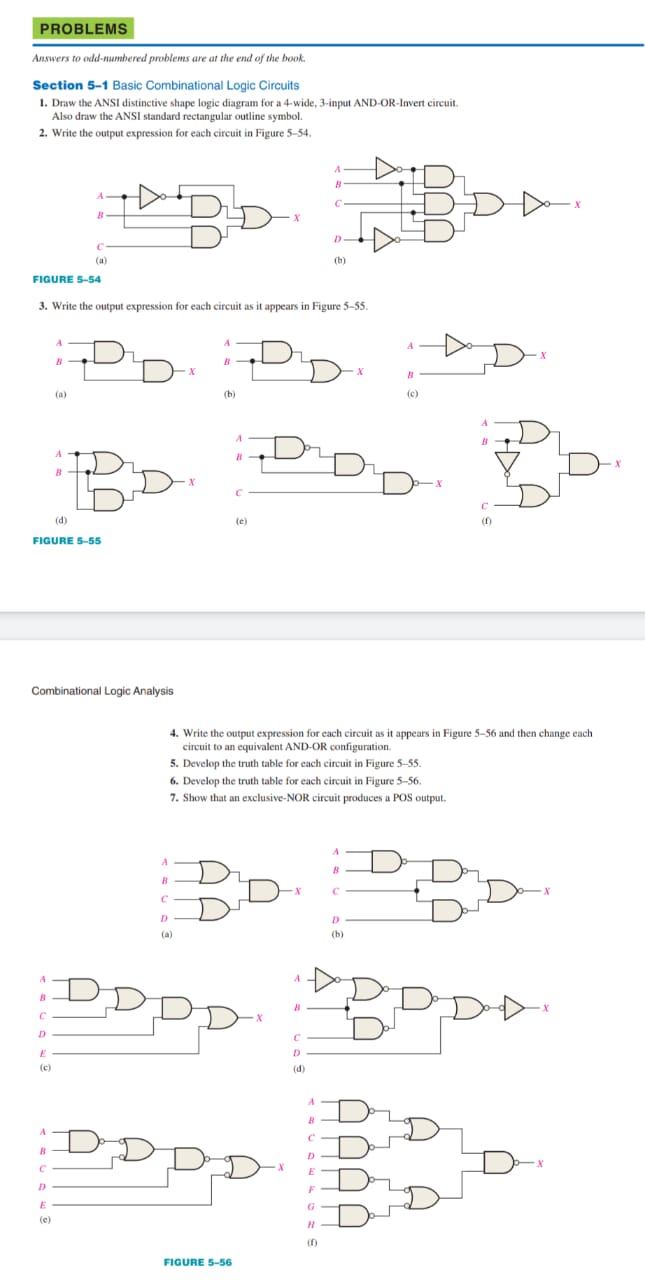 PROBLEMS
Answers to odd-numbered problems are at the end of the book.
Section 5–1 Basic Combinational Logic Circuits
1. Draw the ANSI distinctive shape logic diagram for a 4-wide, 3-input AND-OR-Invert circuit.
Also draw the ANSI standard rectangular outline symbol.
2. Write the output expression for each circuit in Figure 5–54.
A
B
C
X
(a)
A
B
C
D
X
(b)
FIGURE 5–54
3. Write the output expression for each circuit as it appears in Figure 5–55.
A
B
X
(a)
A
B
X
(b)
A
B
X
(c)
A
B
X
(d)
A
B
C
X
(e)
A
B
C
X
(f)
FIGURE 5–55
Combinational Logic Analysis
4. Write the output expression for each circuit as it appears in Figure 5–56 and then change each
circuit to an equivalent AND-OR configuration.
5. Develop the truth table for each circuit in Figure 5–55.
6. Develop the truth table for each circuit in Figure 5–56.
7. Show that an exclusive-NOR circuit produces a POS output.
A
B
C
D
X
(a)
A
B
C
D
X
(b)
A
B
C
D
E
X
(c)
A
B
C
D
X
(d)
A
B
C
D
E
X
(e)
A
B
C
D
E
F
G
H
X
(f)
FIGURE 5–56